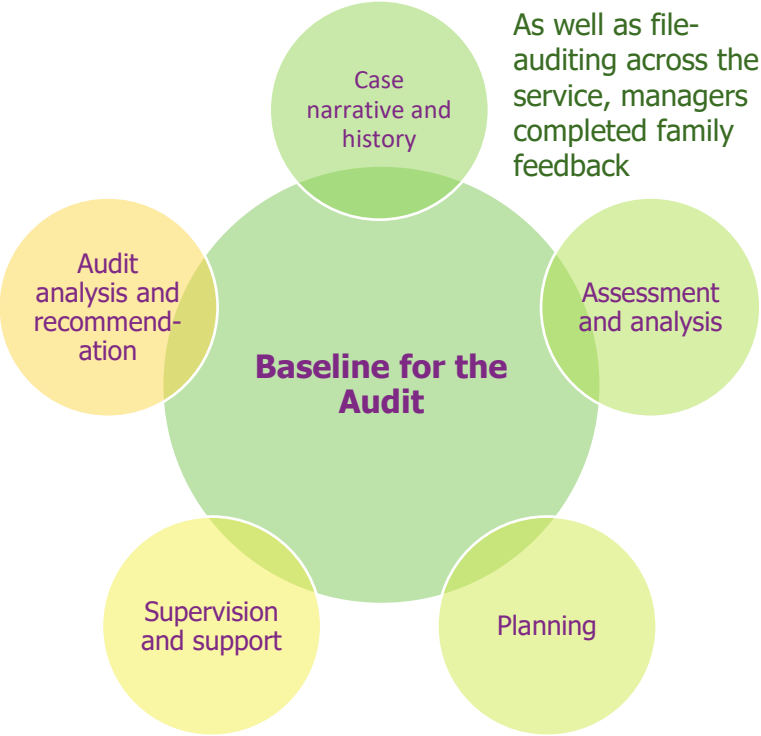 As well as file-
auditing across the
service, managers
completed family
feedback
Case
narrative and
history
Assessment
and analysis
Planning
Supervision
and support
Audit
analysis and
recommend-
ation
Baseline for the
Audit